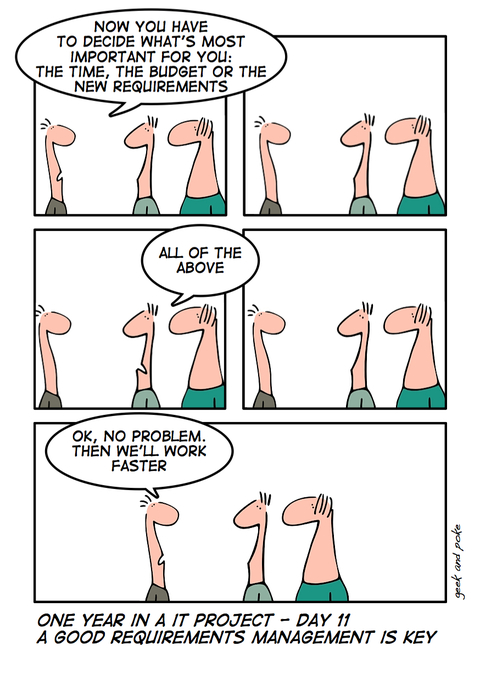 NOW YOU HAVE
TO DECIDE WHAT'S MOST
IMPORTANT FOR YOU:
THE TIME, THE BUDGET OR THE
NEW REQUIREMENTS
ALL OF THE
ABOVE
OK, NO PROBLEM.
THEN WE'LL WORK
FASTER
geek and poke
ONE YEAR IN A IT PROJECT - DAY 11
A GOOD REQUIREMENTS MANAGEMENT IS KEY